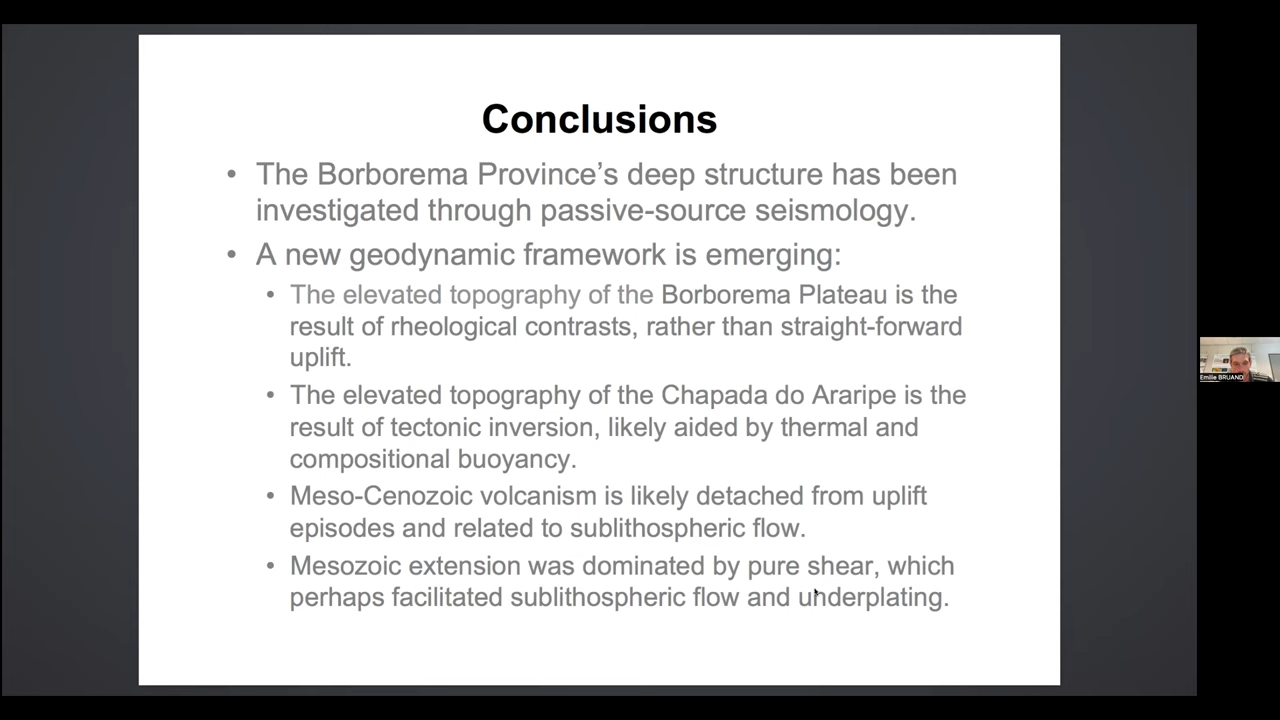 Conclusions
• The Borborema Province’s deep structure has been
investigated through passive-source seismology.
• A new geodynamic framework is emerging:
• The elevated topography of the Borborema Plateau is the
result of rheological contrasts, rather than straight-forward
uplift.
• The elevated topography of the Chapada do Araripe is the
result of tectonic inversion, likely aided by thermal and
compositional buoyancy.
• Meso-Cenozoic volcanism is likely detached from uplift
episodes and related to sublithospheric flow.
• Mesozoic extension was dominated by pure shear, which
perhaps facilitated sublithospheric flow and underplating.
Emilie BRUAND